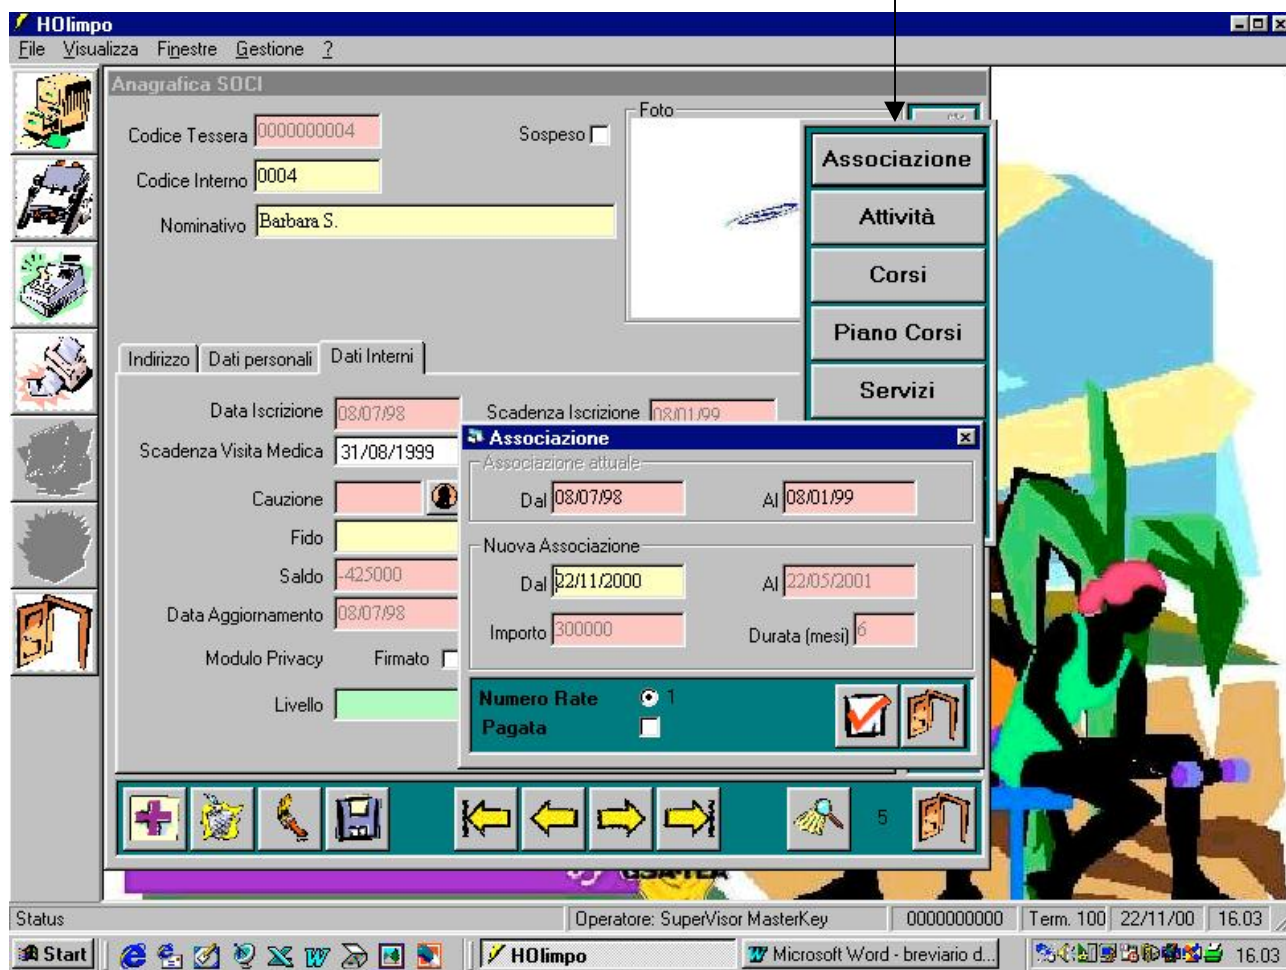 HOlimpo
File Visualizza Finestre Gestione ?
Anagrafica SOCI
Codice Tessera 0000000004
Sospeso
Foto
Codice Interno 0004
Nominativo Barbara S.
Associazione
Attività
Corsi
Piano Corsi
Servizi
Indirizzo Dati personali Dati Interni
Data Iscrizione 08/07/98 Scadenza Iscrizione 08/01/99
Scadenza Visita Medica 31/08/1999
Cauzione
Fido
Saldo -425000
Data Aggiornamento 08/07/98
Modulo Privacy Firmato
Livello
Associazione
Associazione attuale
Dal 08/07/98 Al 08/01/99
Nuova Associazione
Dal 22/11/2000 Al 22/05/2001
Importo 300000 Durata (mesi) 6
Numero Rate 1
Pagata
5
Status Operatore: SuperVisor MasterKey 0000000000 Term. 100 22/11/00 16.03
Start HOlimpo Microsoft Word - breviario d... 16.03